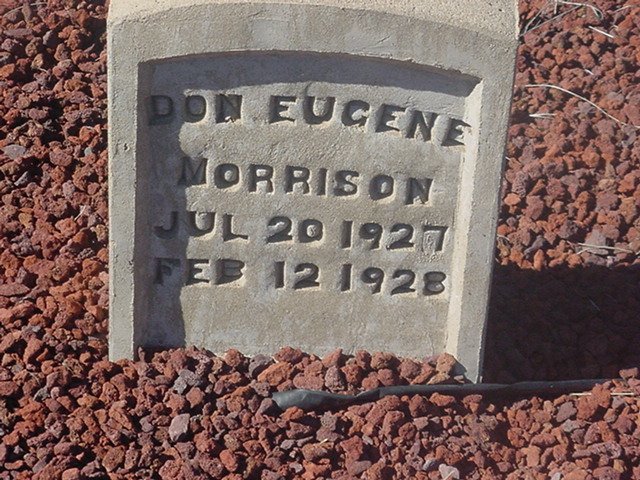 DON EUGENE
MORRISON
JUL 20 1927
FEB 12 1928